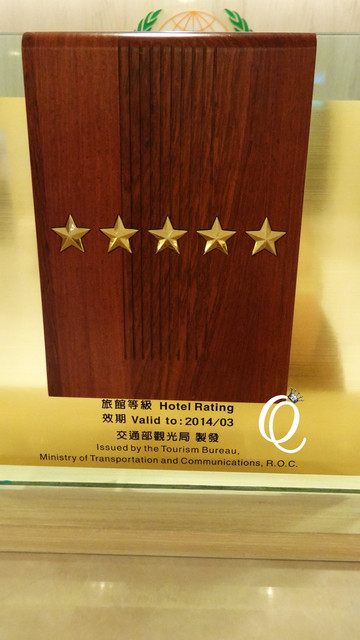 旅館等級 Hotel Rating
效期 Valid to: 2014/03
交通部觀光局 製發
Issued by the Tourism Bureau,
Ministry of Transportation and Communications, R.O.C.
Q